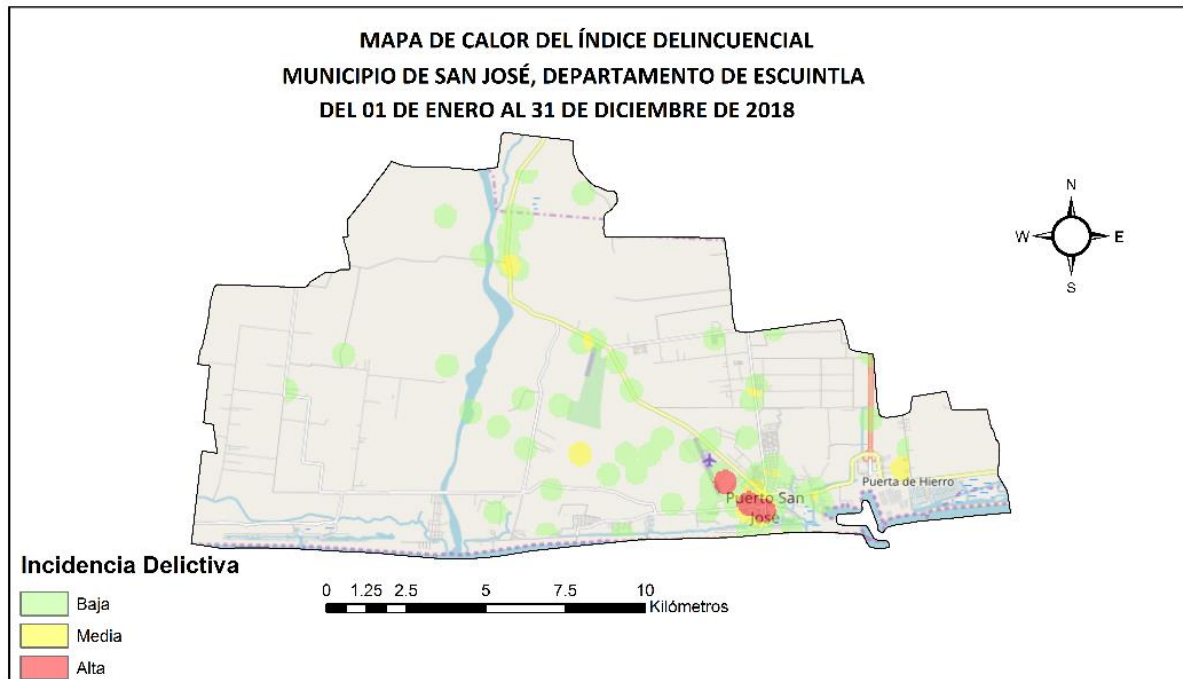 MAPA DE CALOR DEL ÍNDICE DELINCUENCIAL
MUNICIPIO DE SAN JOSÉ, DEPARTAMENTO DE ESCUINTLA
DEL 01 DE ENERO AL 31 DE DICIEMBRE DE 2018
N
W E
S
Puerta de Hierro
Puerto San
José
Incidencia Delictiva
0 1.25 2.5 5 7.5 10
Kilómetros
Baja
Media
Alta